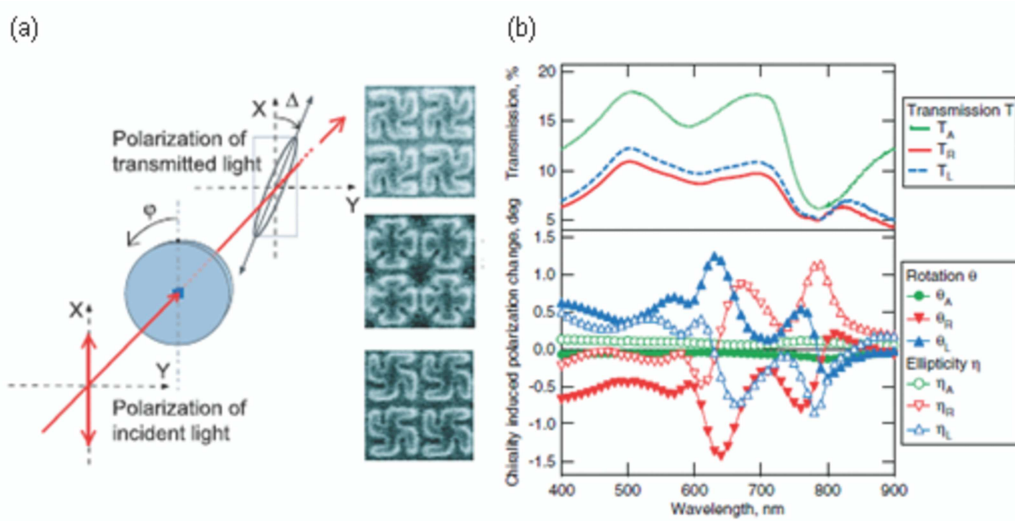 (a)
X
Δ
Polarization of
transmitted light
Y
φ
X
Y
Polarization of
incident light
(b)
Transmission, %
20
15
10
5
Transmission T
T_A
T_R
T_L
Chirality induced polarization change, deg
1.5
1.0
0.5
0.0
-0.5
-1.0
-1.5
Rotation θ
θ_A
θ_R
θ_L
Ellipticity η
η_A
η_R
η_L
400 500 600 700 800 900
Wavelength, nm